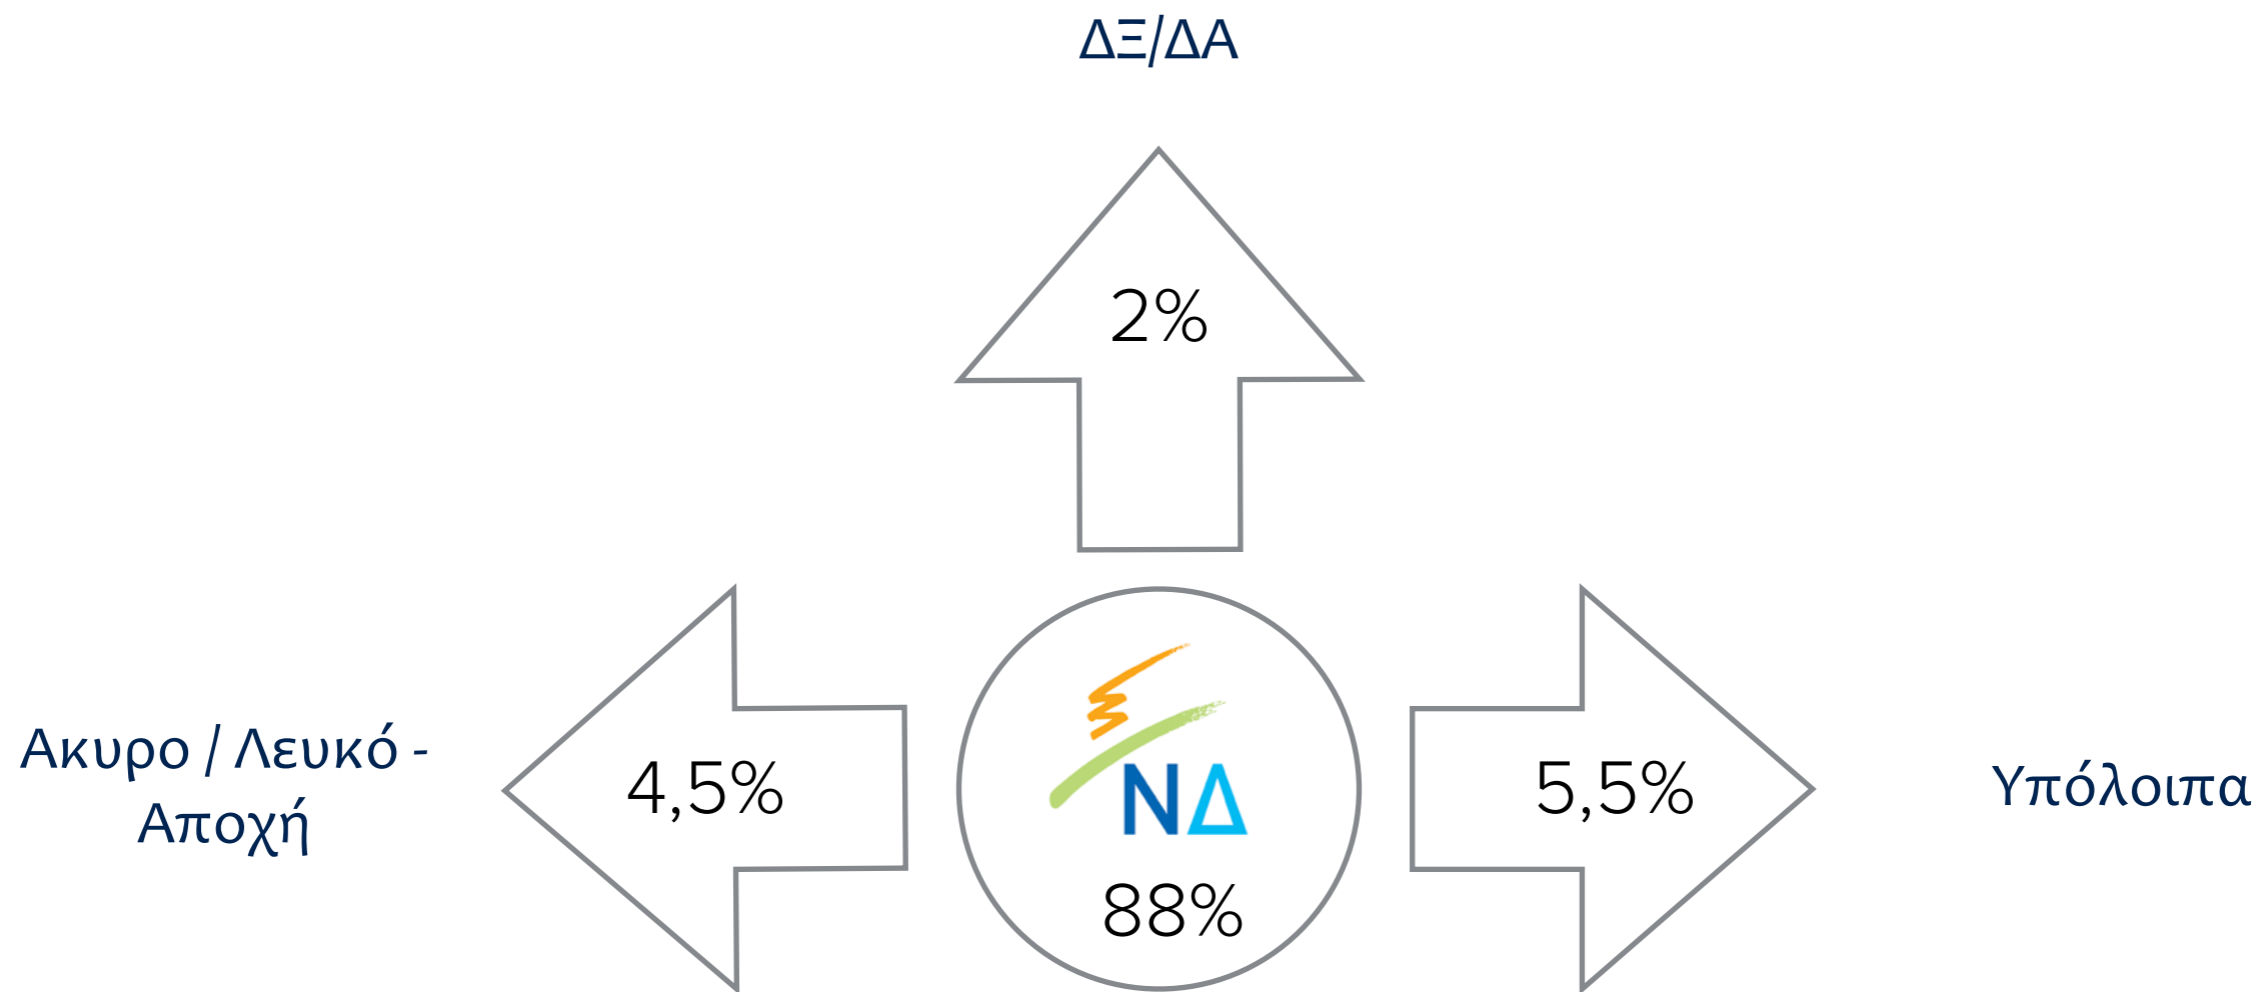 ΔΞ/ΔΑ
2%
Ακυρο / Λευκό -
Αποχή
4,5%
ΝΔ
88%
5,5%
Υπόλοιπα